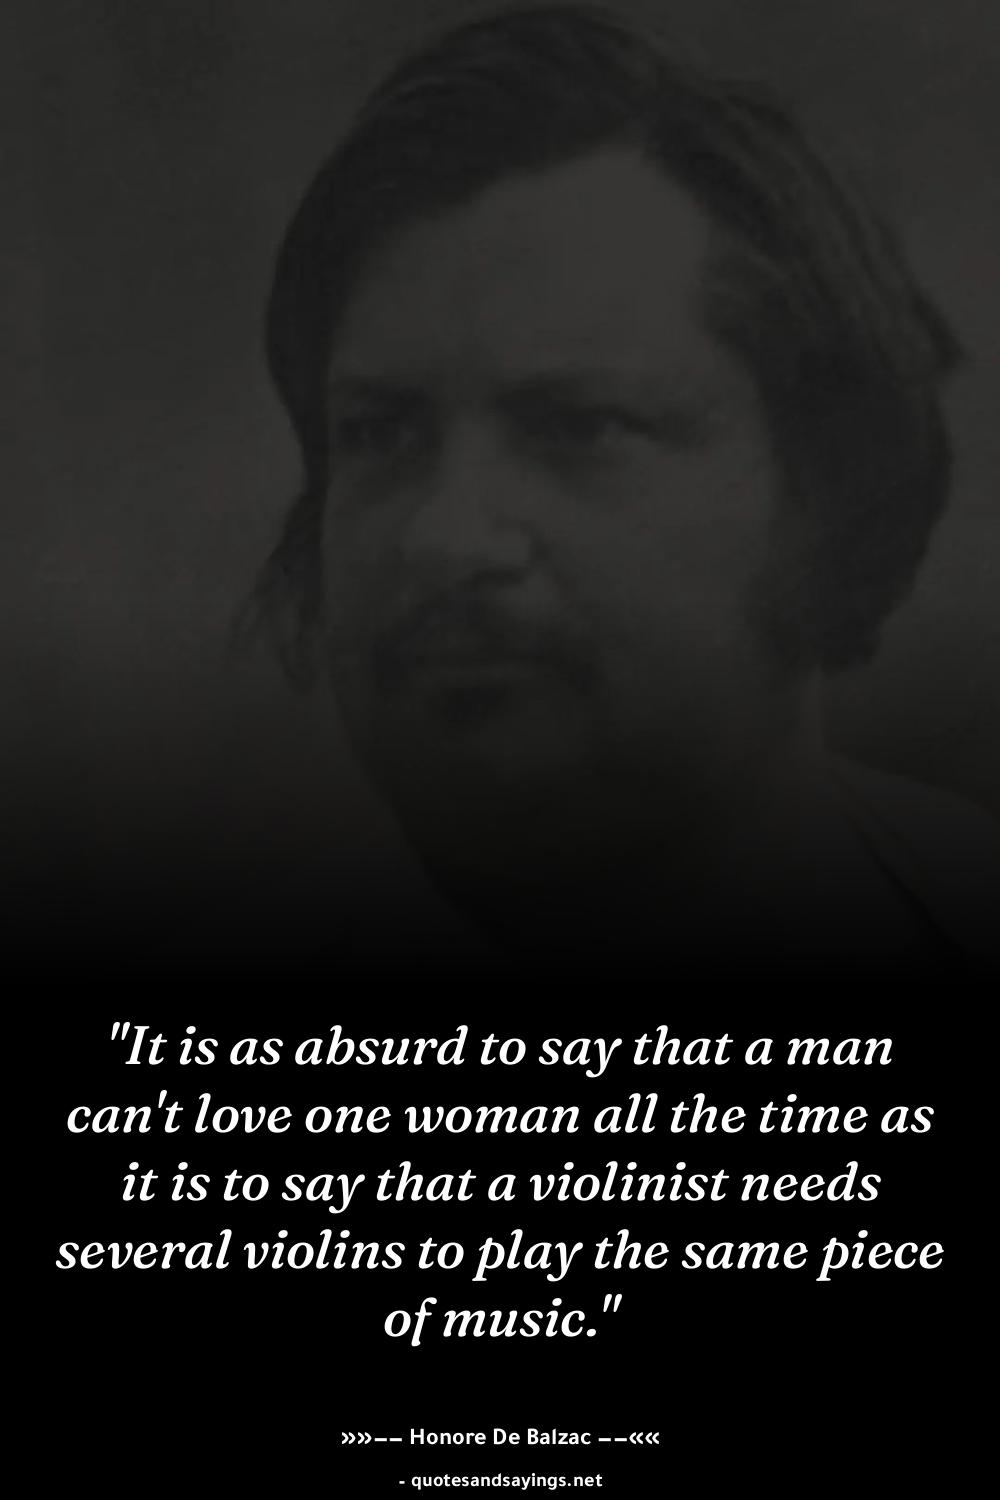 "It is as absurd to say that a man
can't love one woman all the time as
it is to say that a violinist needs
several violins to play the same piece
of music."
»»−− Honore De Balzac −−««
- quotesandsayings.net